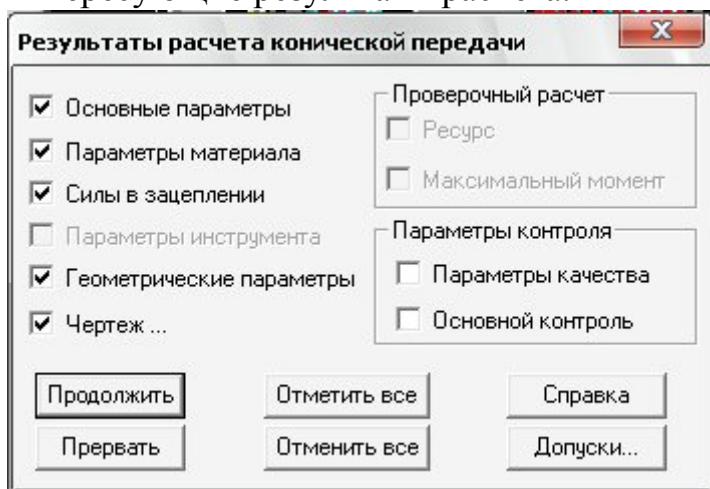 Результаты расчета конической передачи
Основные параметры
Параметры материала
Силы в зацеплении
Параметры инструмента
Геометрические параметры
Чертеж ...
Проверочный расчет
Ресурс
Максимальный момент
Параметры контроля
Параметры качества
Основной контроль
Продолжить
Отметить все
Справка
Прервать
Отменить все
Допуски...